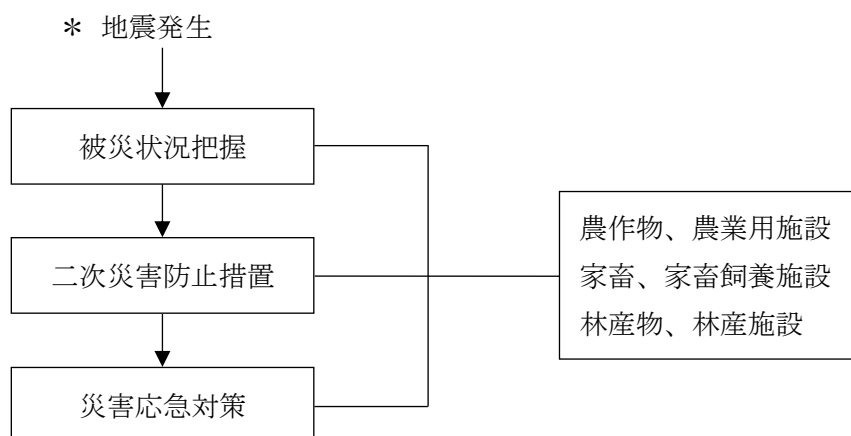 ＊ 地震発生
被災状況把握
二次災害防止措置
農作物、農業用施設
家畜、家畜飼養施設
林産物、林産施設
災害応急対策